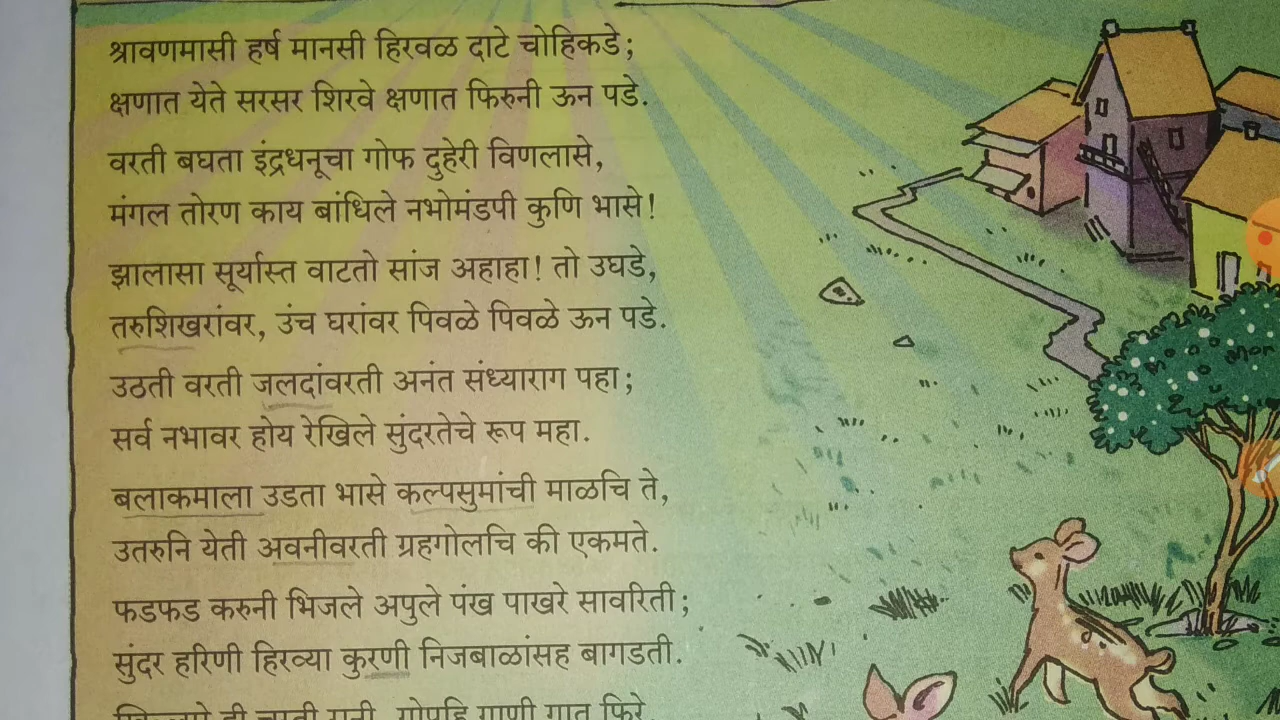 श्रावणमासी हर्ष मानसी हिरवळ दाटे चोहिकडे;
क्षणात येते सरसर शिरवे क्षणात फिरुनी ऊन पडे.
वरती बघता इंद्रधनूचा गोफ दुहेरी विणलासे,
मंगल तोरण काय बांधिले नभोमंडपी कुणि भासे!
झालासा सूर्यास्त वाटतो सांज अहाहा! तो उघडे,
तरुशिखरांवर, उंच घरांवर पिवळे पिवळे ऊन पडे.
उठती वरती जलदांवरती अनंत संध्याराग पहा;
सर्व नभावर होय रेखिले सुंदरतेचे रूप महा.
बलाकमाला उडता भासे कल्पसुमांची माळचि ते,
उतरुनि येती अवनीवरती ग्रहगोलचि की एकमते.
फडफड करुनी भिजले अपुले पंख पाखरे सावरिती;
सुंदर हरिणी हिरव्या कुरणी निजबाळांसह बागडती.